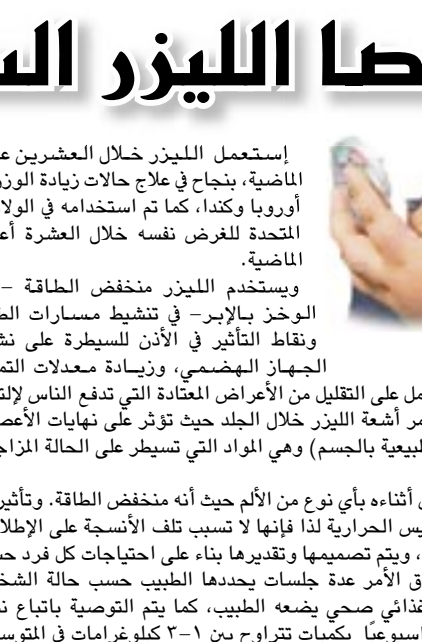 صا الليزر الس
إستعمل الليزر خلال العشرين ع
الماضية، بنجاح في علاج حالات زيادة الوزن
أوروبا وكندا، كما تم استخدامه في الولا
المتحدة للغرض نفسه خلال العشرة أع
الماضية.
ويستخدم الليزر منخفض الطاقة –
الوخز بالإبر– في تنشيط مسارات الط
ونقاط التأثير في الأذن للسيطرة على نش
الجهاز الهضمي، وزيادة معدلات التم
مل على التقليل من الأعراض المعتادة التي تدفع الناس لإلت
مر أشعة الليزر خلال الجلد حيث تؤثر على نهايات الأعص
طبيعية بالجسم) وهي المواد التي تسيطر على الحالة المزاج
أثناءه بأي نوع من الألم حيث أنه منخفض الطاقة. وتأثير
يس الحرارية لذا فإنها لا تسبب تلف الأنسجة على الإطلا
، ويتم تصميمها وتقديرها بناء على احتياجات كل فرد حس
ق الأمر عدة جلسات يحددها الطبيب حسب حالة الشخ
غذائي صحي يضعه الطبيب، كما يتم التوصية باتباع ن
سبوعياً بكميات تتراوح بين ١–٣ كيلوغرامات في المتوس